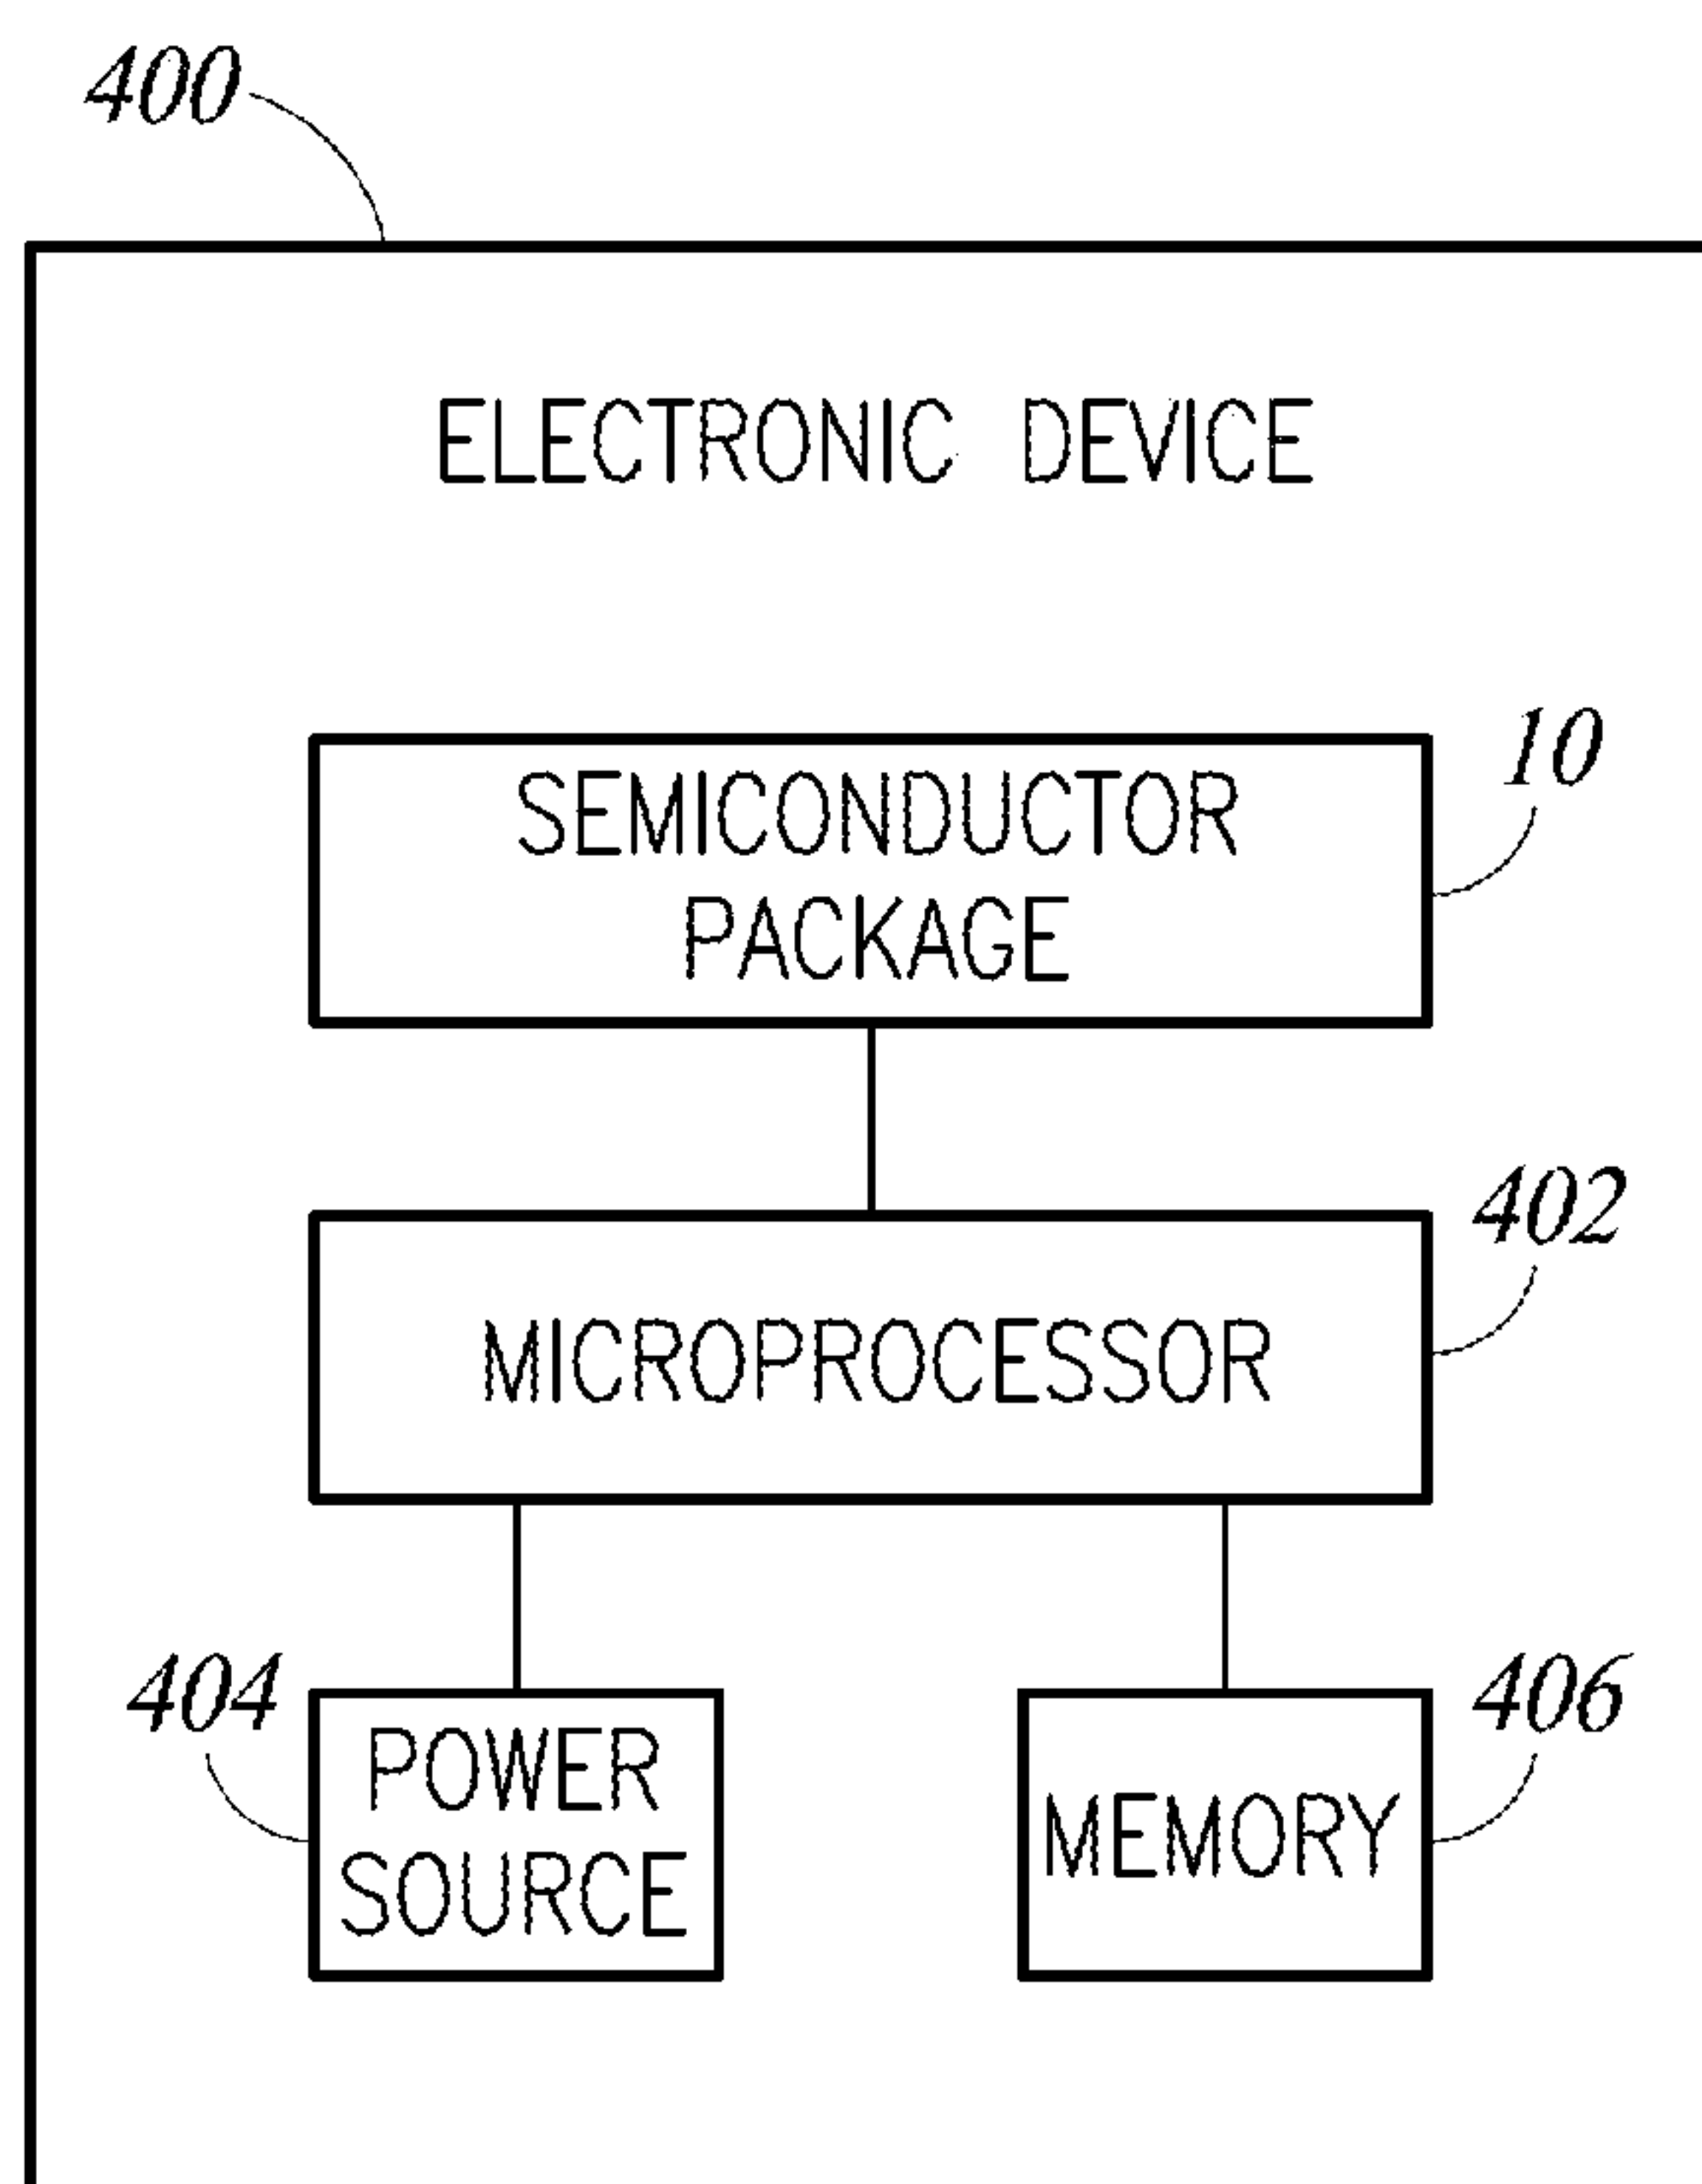 400
ELECTRONIC DEVICE
10
SEMICONDUCTOR
PACKAGE
402
MICROPROCESSOR
404
POWER
SOURCE
406
MEMORY